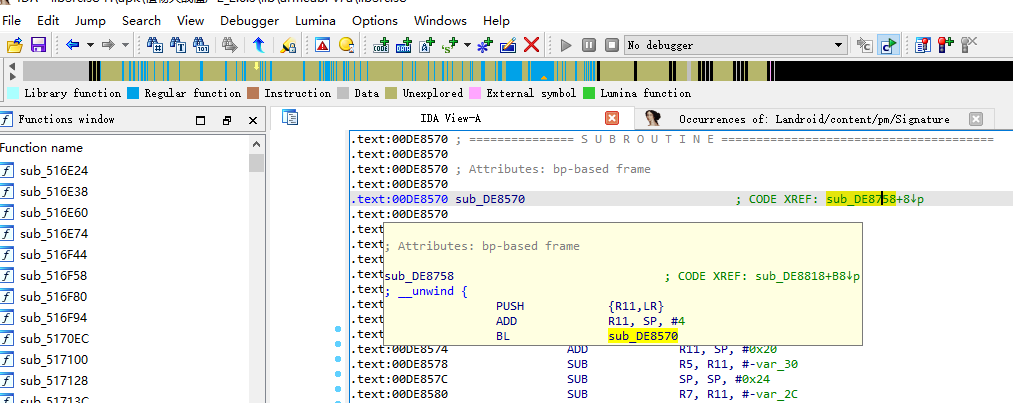 File Edit Jump Search View Debugger Lumina Options Windows Help
No debugger
Library function Regular function Instruction Data Unexplored External symbol Lumina function
Functions window
IDA View-A
Occurrences of: Landroid/content/pm/Signature
Function name
sub_516E24
sub_516E38
sub_516E60
sub_516E74
sub_516F44
sub_516F58
sub_516F80
sub_516F94
sub_5170EC
sub_517100
sub_517128
sub_51713C
.text:00DE8570 ; =============== S U B R O U T I N E =======================================
.text:00DE8570
.text:00DE8570 ; Attributes: bp-based frame
.text:00DE8570
.text:00DE8570 sub_DE8570 ; CODE XREF: sub_DE8758+8↓p
.text:00DE8570
; Attributes: bp-based frame
sub_DE8758 ; CODE XREF: sub_DE8818+B8↓p
; __unwind {
PUSH {R11,LR}
ADD R11, SP, #4
BL sub_DE8570
.text:00DE8574 ADD R11, SP, #0x20
.text:00DE8578 SUB R5, R11, #-var_30
.text:00DE857C SUB SP, SP, #0x24
.text:00DE8580 SUB R7, R11, #-var_2C